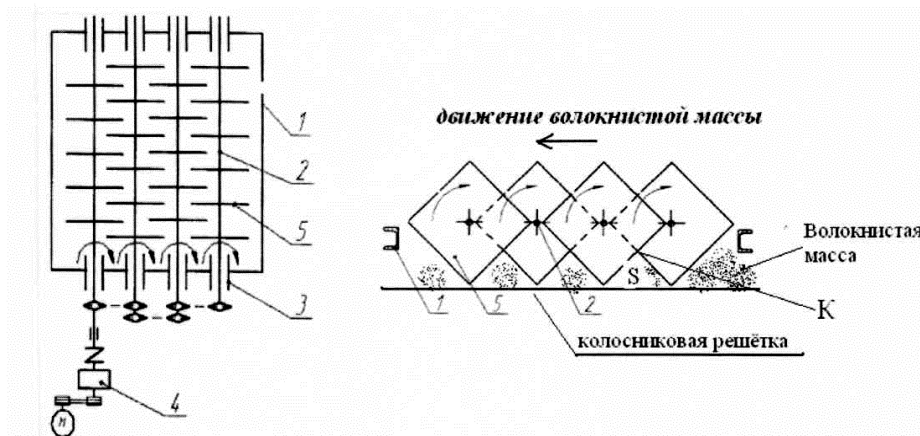 1
2
5
3
4
М
движение волокнистой массы
Волокнистая
масса
S
1
5
2
К
колосниковая решётка